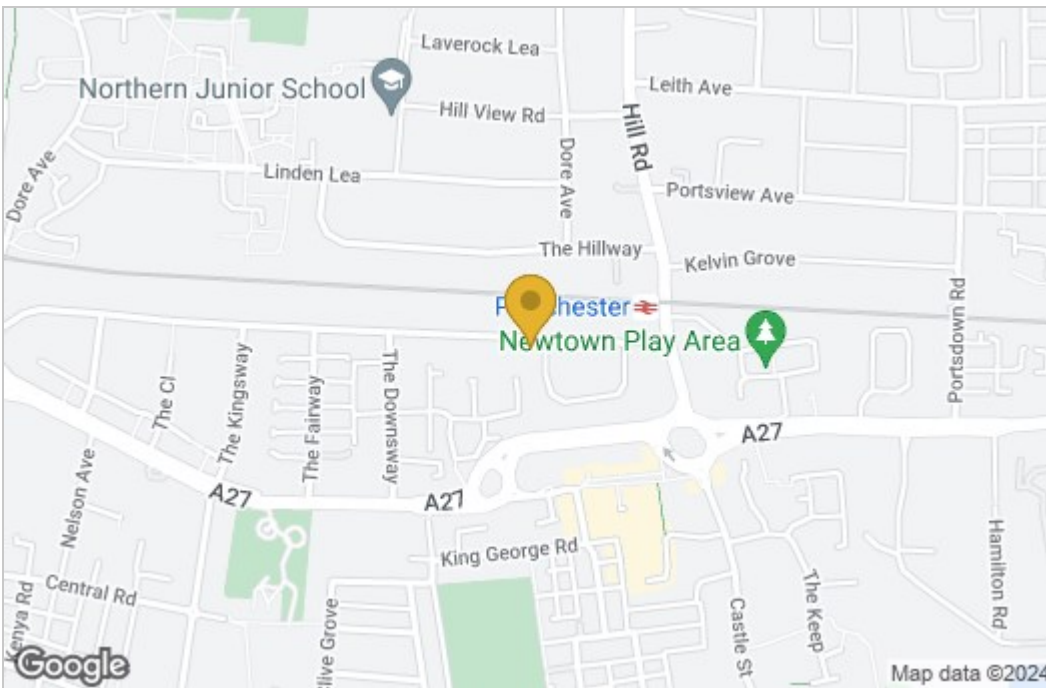 Laverock Lea
Northern Junior School
Leith Ave
Hill View Rd
Hill Rd
Dore Ave
Dore Ave
Linden Lea
Portsview Ave
The Hillway
Kelvin Grove
hester
Newtown Play Area
Portsdown Rd
The Cl
The Kingsway
The Fairway
The Downsway
A27
A27
A27
Nelson Ave
King George Rd
Hamilton Rd
Central Rd
Kenya Rd
Castle St
The Keep
Google
Map data ©2024